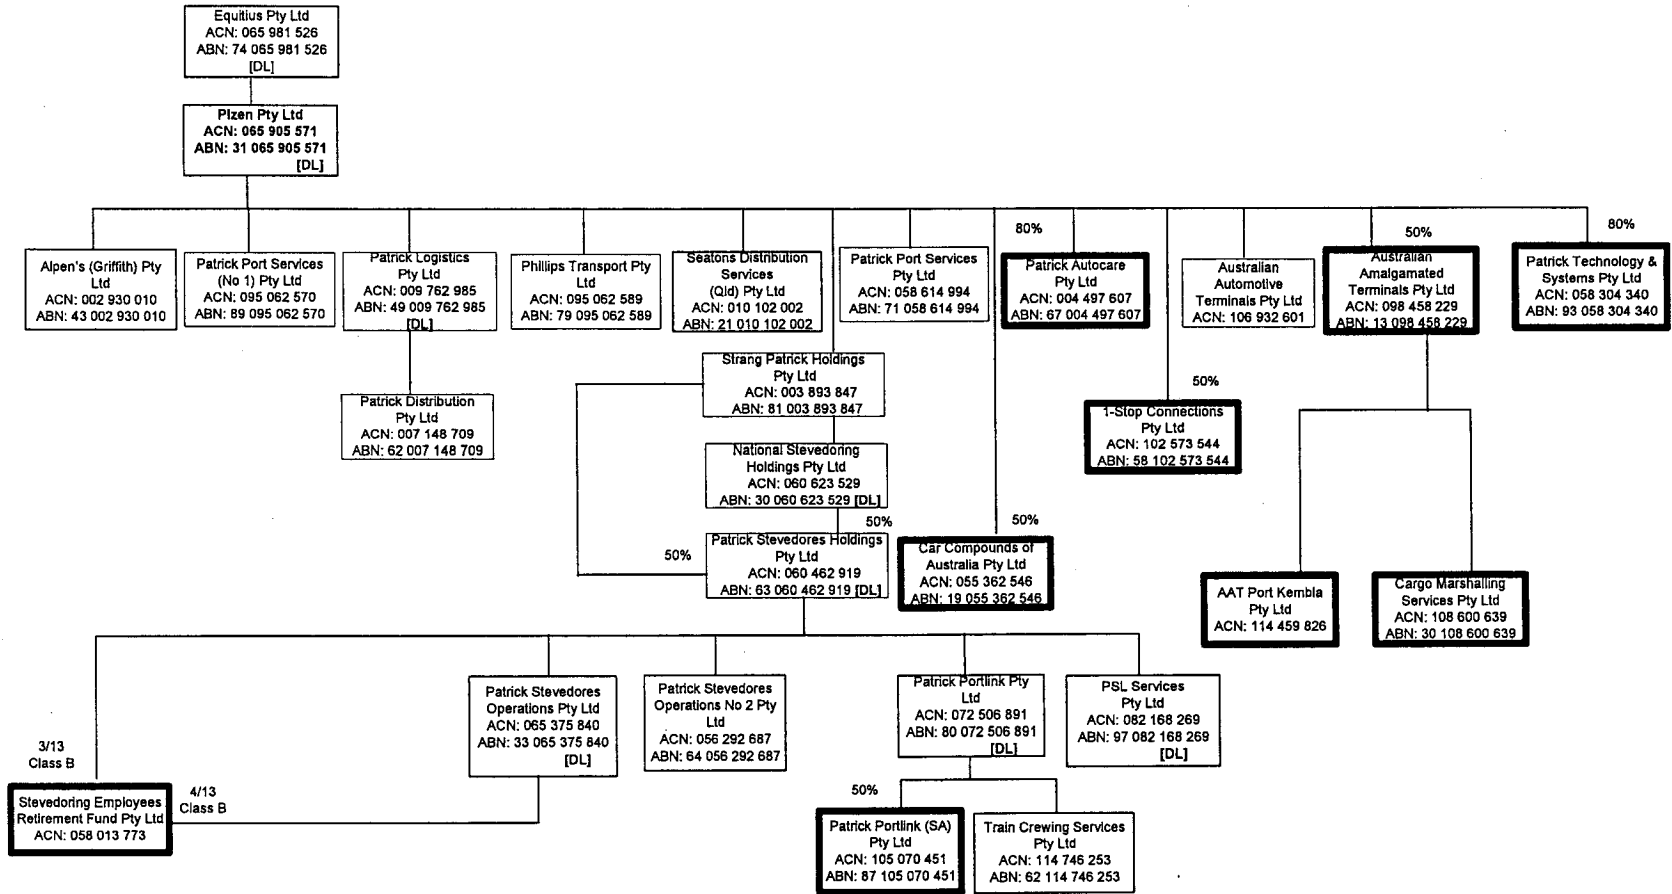 Equitius Pty Ltd
ACN: 065 981 526
ABN: 74 065 981 526
[DL]
Plzen Pty Ltd
ACN: 065 905 571
ABN: 31 065 905 571
[DL]
Alpen's (Griffith) Pty
Ltd
ACN: 002 930 010
ABN: 43 002 930 010
Patrick Port Services
(No 1) Pty Ltd
ACN: 095 062 570
ABN: 89 095 062 570
Patrick Logistics
Pty Ltd
ACN: 009 762 985
ABN: 49 009 762 985
[DL]
Phillips Transport Pty
Ltd
ACN: 095 062 589
ABN: 79 095 062 589
Seatons Distribution
Services
(Qld) Pty Ltd
ACN: 010 102 002
ABN: 21 010 102 002
Patrick Port Services
Pty Ltd
ACN: 058 614 994
ABN: 71 058 614 994
80%
Patrick Autocare
Pty Ltd
ACN: 004 497 607
ABN: 67 004 497 607
Australian
Automotive
Terminals Pty Ltd
ACN: 106 932 601
50%
Australian
Amalgamated
Terminals Pty Ltd
ACN: 098 458 229
ABN: 13 098 458 229
80%
Patrick Technology &
Systems Pty Ltd
ACN: 058 304 340
ABN: 93 058 304 340
Patrick Distribution
Pty Ltd
ACN: 007 148 709
ABN: 62 007 148 709
Strang Patrick Holdings
Pty Ltd
ACN: 003 893 847
ABN: 81 003 893 847
50%
1-Stop Connections
Pty Ltd
ACN: 102 573 544
ABN: 58 102 573 544
National Stevedoring
Holdings Pty Ltd
ACN: 060 623 529
ABN: 30 060 623 529 [DL]
50%
50%
Patrick Stevedores Holdings
Pty Ltd
ACN: 060 462 919
ABN: 63 060 462 919 [DL]
50%
Car Compounds of
Australia Pty Ltd
ACN: 055 362 546
ABN: 19 055 362 546
AAT Port Kembla
Pty Ltd
ACN: 114 459 826
Cargo Marshalling
Services Pty Ltd
ACN: 108 600 639
ABN: 30 108 600 639
Patrick Stevedores
Operations Pty Ltd
ACN: 065 375 840
ABN: 33 065 375 840
[DL]
Patrick Stevedores
Operations No 2 Pty
Ltd
ACN: 056 292 687
ABN: 64 056 292 687
Patrick Portlink Pty
Ltd
ACN: 072 506 891
ABN: 80 072 506 891
[DL]
PSL Services
Pty Ltd
ACN: 082 168 269
ABN: 97 082 168 269
[DL]
3/13
Class B
Stevedoring Employees
Retirement Fund Pty Ltd
ACN: 058 013 773
4/13
Class B
50%
Patrick Portlink (SA)
Pty Ltd
ACN: 105 070 451
ABN: 87 105 070 451
Train Crewing Services
Pty Ltd
ACN: 114 746 253
ABN: 62 114 746 253